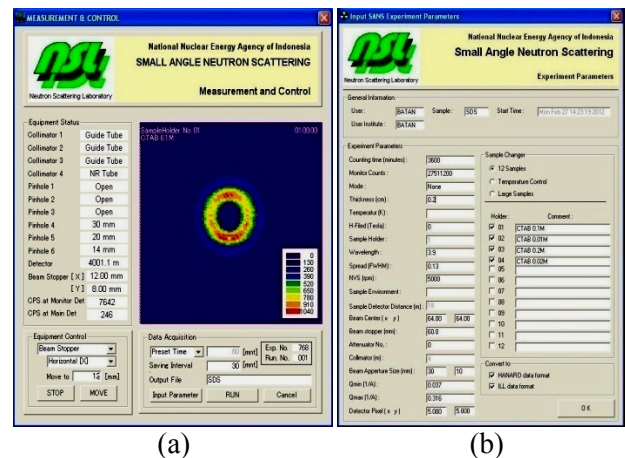 MEASUREMENT & CONTROL
National Nuclear Energy Agency of Indonesia
SMALL ANGLE NEUTRON SCATTERING
Measurement and Control
nsl
Neutron Scattering Laboratory
Equipment Status
Collimator 1 Guide Tube
Collimator 2 Guide Tube
Collimator 3 Guide Tube
Collimator 4 NR Tube
Pinhole 1 Open
Pinhole 2 Open
Pinhole 3 Open
Pinhole 4 30 mm
Pinhole 5 20 mm
Pinhole 6 14 mm
Detector 4001.1 m
Beam Stopper [X] 12.00 mm
[Y] 8.00 mm
CPS at Monitor Det 7642
CPS at Main Det 246
SampleHolder No. 01 01:00:00
CTAB 0.1M
0
130
260
390
520
650
780
910
1040
Equipment Control
Beam Stopper
Horizontal [X]
Move to 12 [mm]
STOP MOVE
Data Acquisition
Preset Time 60 [mnt] Exp. No. 768
Saving Interval 30 [mnt] Run. No. 001
Output File SDS
Input Parameter RUN Cancel
(a)
Input SANS Experiment Parameters
National Nuclear Energy Agency of Indonesia
Small Angle Neutron Scattering
Experiment Parameters
nsl
Neutron Scattering Laboratory
General Information
User : BATAN Sample : SDS Start Time : Mon Feb 27 14:23:19 2012
User Institute : BATAN
Experiment Parameters
Counting time (minutes) : 3600
Monitor Counts : 27511200
Mode : None
Thickness (cm) : 0.2
Temperatur (K) :
H-Filed (Tesla) : 0
Sample Holder : 1
Wavelength : 3.9
Spread (FWHM) : 0.13
NVS (rpm) : 5000
Sample Environment :
Sample Detector Distance (m)
Beam Center ( x y ) 64.00 64.00
Beam stopper (mm) : 60.0
Attenuator No. : 0
Collimator (m) :
Beam Apperture Size (mm) : 30 10
Qmin (1/A) : 0.037
Qmax (1/A) : 0.316
Detector Pixel ( x y ) 5.000 5.000
Sample Changer
12 Samples
Temperature Control
Large Samples
Holder : Comment :
01 CTAB 0.1M
02 CTAB 0.01M
03 CTAB 0.2M
04 CTAB 0.02M
05
06
07
08
09
10
11
12
Convert to
HANARO data format
ILL data format
OK
(b)